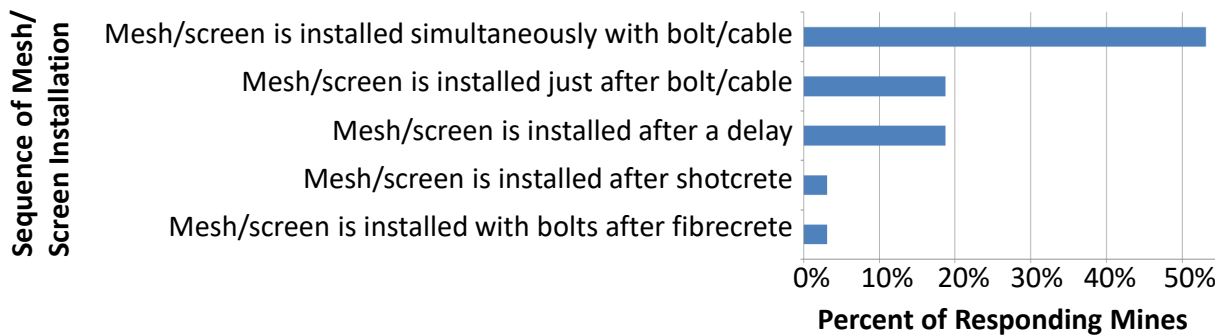 Sequence of Mesh/
Screen Installation
Mesh/screen is installed simultaneously with bolt/cable
Mesh/screen is installed just after bolt/cable
Mesh/screen is installed after a delay
Mesh/screen is installed after shotcrete
Mesh/screen is installed with bolts after fibrecrete
0% 10% 20% 30% 40% 50%
Percent of Responding Mines